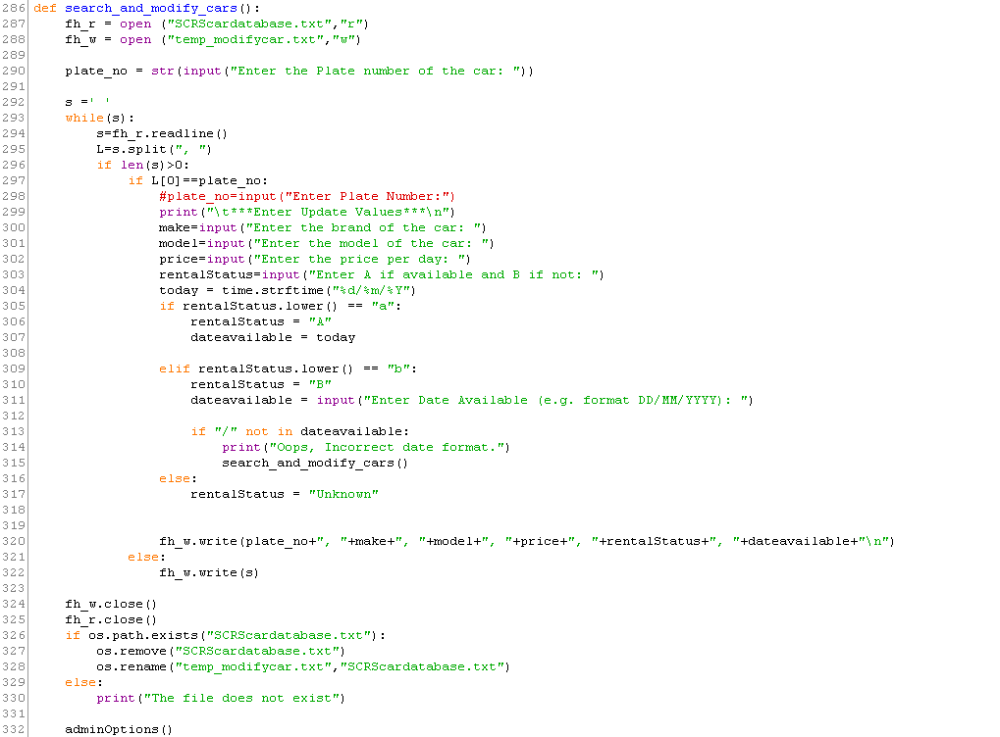 286 def search_and_modify_cars():
287     fh_r = open ("SCRScardatabase.txt","r")
288     fh_w = open ("temp_modifycar.txt","w")
289
290     plate_no = str(input("Enter the Plate number of the car: "))
291
292     s =' '
293     while(s):
294         s=fh_r.readline()
295         L=s.split(", ")
296         if len(s)>0:
297             if L[0]==plate_no:
298                 #plate_no=input("Enter Plate Number:")
299                 print("\t***Enter Update Values***\n")
300                 make=input("Enter the brand of the car: ")
301                 model=input("Enter the model of the car: ")
302                 price=input("Enter the price per day: ")
303                 rentalStatus=input("Enter A if available and B if not: ")
304                 today = time.strftime("%d/%m/%Y")
305                 if rentalStatus.lower() == "a":
306                     rentalStatus = "A"
307                     dateavailable = today
308
309                 elif rentalStatus.lower() == "b":
310                     rentalStatus = "B"
311                     dateavailable = input("Enter Date Available (e.g. format DD/MM/YYYY): ")
312
313                     if "/" not in dateavailable:
314                         print("Oops, Incorrect date format.")
315                         search_and_modify_cars()
316                 else:
317                     rentalStatus = "Unknown"
318
319
320                 fh_w.write(plate_no+", "+make+", "+model+", "+price+", "+rentalStatus+", "+dateavailable+"\n")
321             else:
322                 fh_w.write(s)
323
324     fh_w.close()
325     fh_r.close()
326     if os.path.exists("SCRScardatabase.txt"):
327         os.remove("SCRScardatabase.txt")
328         os.rename("temp_modifycar.txt","SCRScardatabase.txt")
329     else:
330         print("The file does not exist")
331
332     adminOptions()